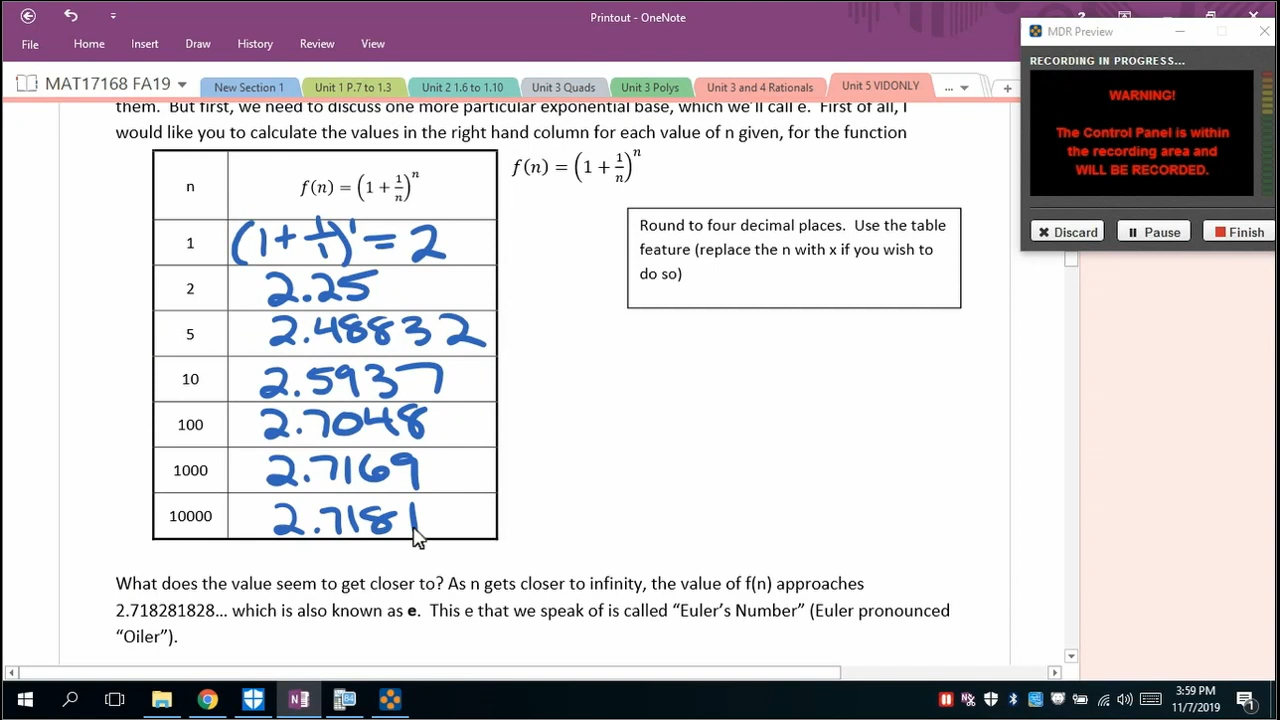 Printout - OneNote
?
File Home Insert Draw History Review View
MAT17168 FA19
New Section 1 Unit 1 P.7 to 1.3 Unit 2 1.6 to 1.10 Unit 3 Quads Unit 3 Polys Unit 3 and 4 Rationals Unit 5 VIDONLY ... +
MDR Preview
RECORDING IN PROGRESS...
WARNING!
The Control Panel is within
the recording area and
WILL BE RECORDED.
Discard Pause Finish
them. But first, we need to discuss one more particular exponential base, which we'll call e. First of all, I
would like you to calculate the values in the right hand column for each value of n given, for the function
f(n) = (1 + 1/n)^n
n f(n) = (1 + 1/n)^n
1 (1 + 1/1)^1 = 2
2 2.25
5 2.48832
10 2.5937
100 2.7048
1000 2.7169
10000 2.7181
Round to four decimal places. Use the table
feature (replace the n with x if you wish to
do so)
What does the value seem to get closer to? As n gets closer to infinity, the value of f(n) approaches
2.718281828... which is also known as e. This e that we speak of is called “Euler’s Number” (Euler pronounced
“Oiler”).
3:59 PM
11/7/2019
1